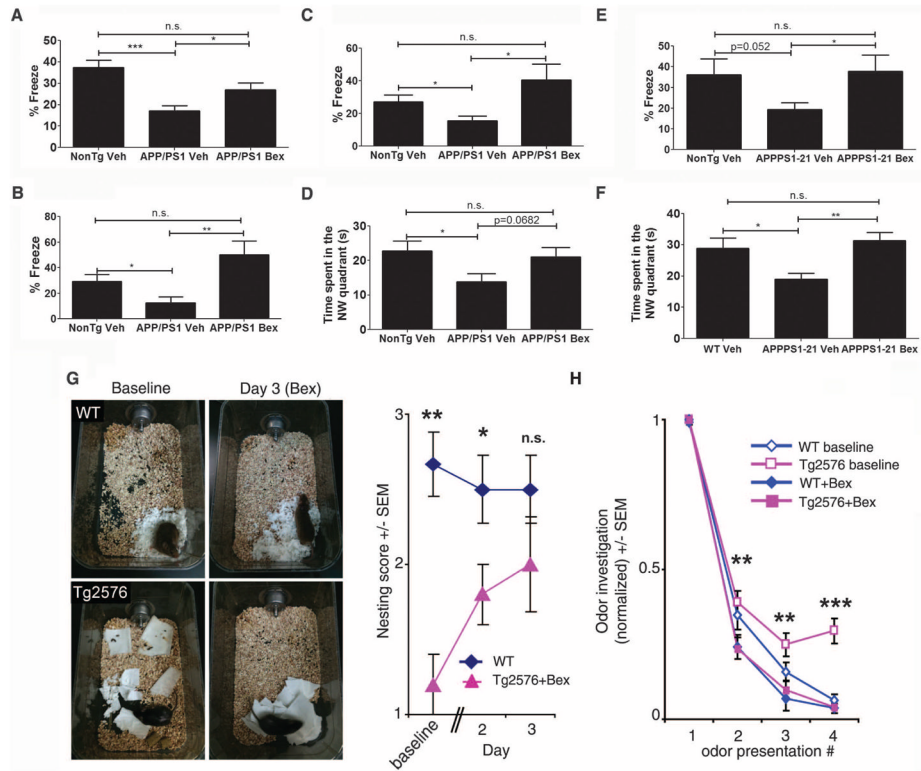 A
n.s.
***
*
% Freeze
50
40
30
20
10
0
NonTg Veh
APP/PS1 Veh
APP/PS1 Bex
B
n.s.
**
*
% Freeze
80
60
40
20
0
NonTg Veh
APP/PS1 Veh
APP/PS1 Bex
C
n.s.
*
*
% Freeze
60
40
20
0
NonTg Veh
APP/PS1 Veh
APP/PS1 Bex
D
n.s.
p=0.0682
*
Time spent in the
NW quadrant (s)
30
20
10
0
NonTg Veh
APP/PS1 Veh
APP/PS1 Bex
E
n.s.
p=0.052
*
% Freeze
50
40
30
20
10
0
NonTg Veh
APPPS1-21 Veh
APPPS1-21 Bex
F
n.s.
*
**
Time spent in the
NW quadrant (s)
40
30
20
10
0
WT Veh
APPPS1-21 Veh
APPPS1-21 Bex
G
Baseline
Day 3 (Bex)
WT
Tg2576
Nesting score +/- SEM
3
2
1
**
*
n.s.
WT
Tg2576+Bex
baseline
2
3
Day
H
Odor investigation
(normalized) +/- SEM
1
0.5
0
WT baseline
Tg2576 baseline
WT+Bex
Tg2576+Bex
**
**
***
1
2
3
4
odor presentation #